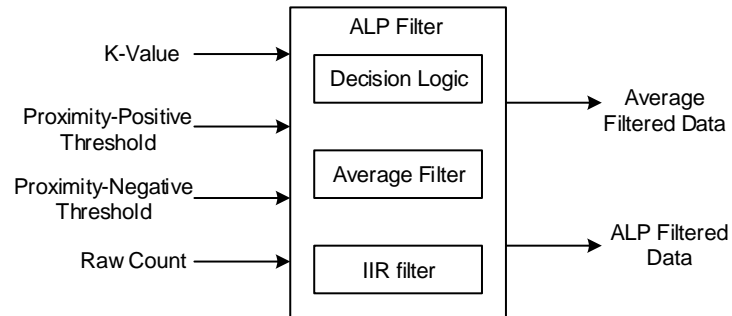 K-Value
Proximity-Positive
Threshold
Proximity-Negative
Threshold
Raw Count
ALP Filter
Decision Logic
Average Filter
IIR filter
Average
Filtered Data
ALP Filtered
Data